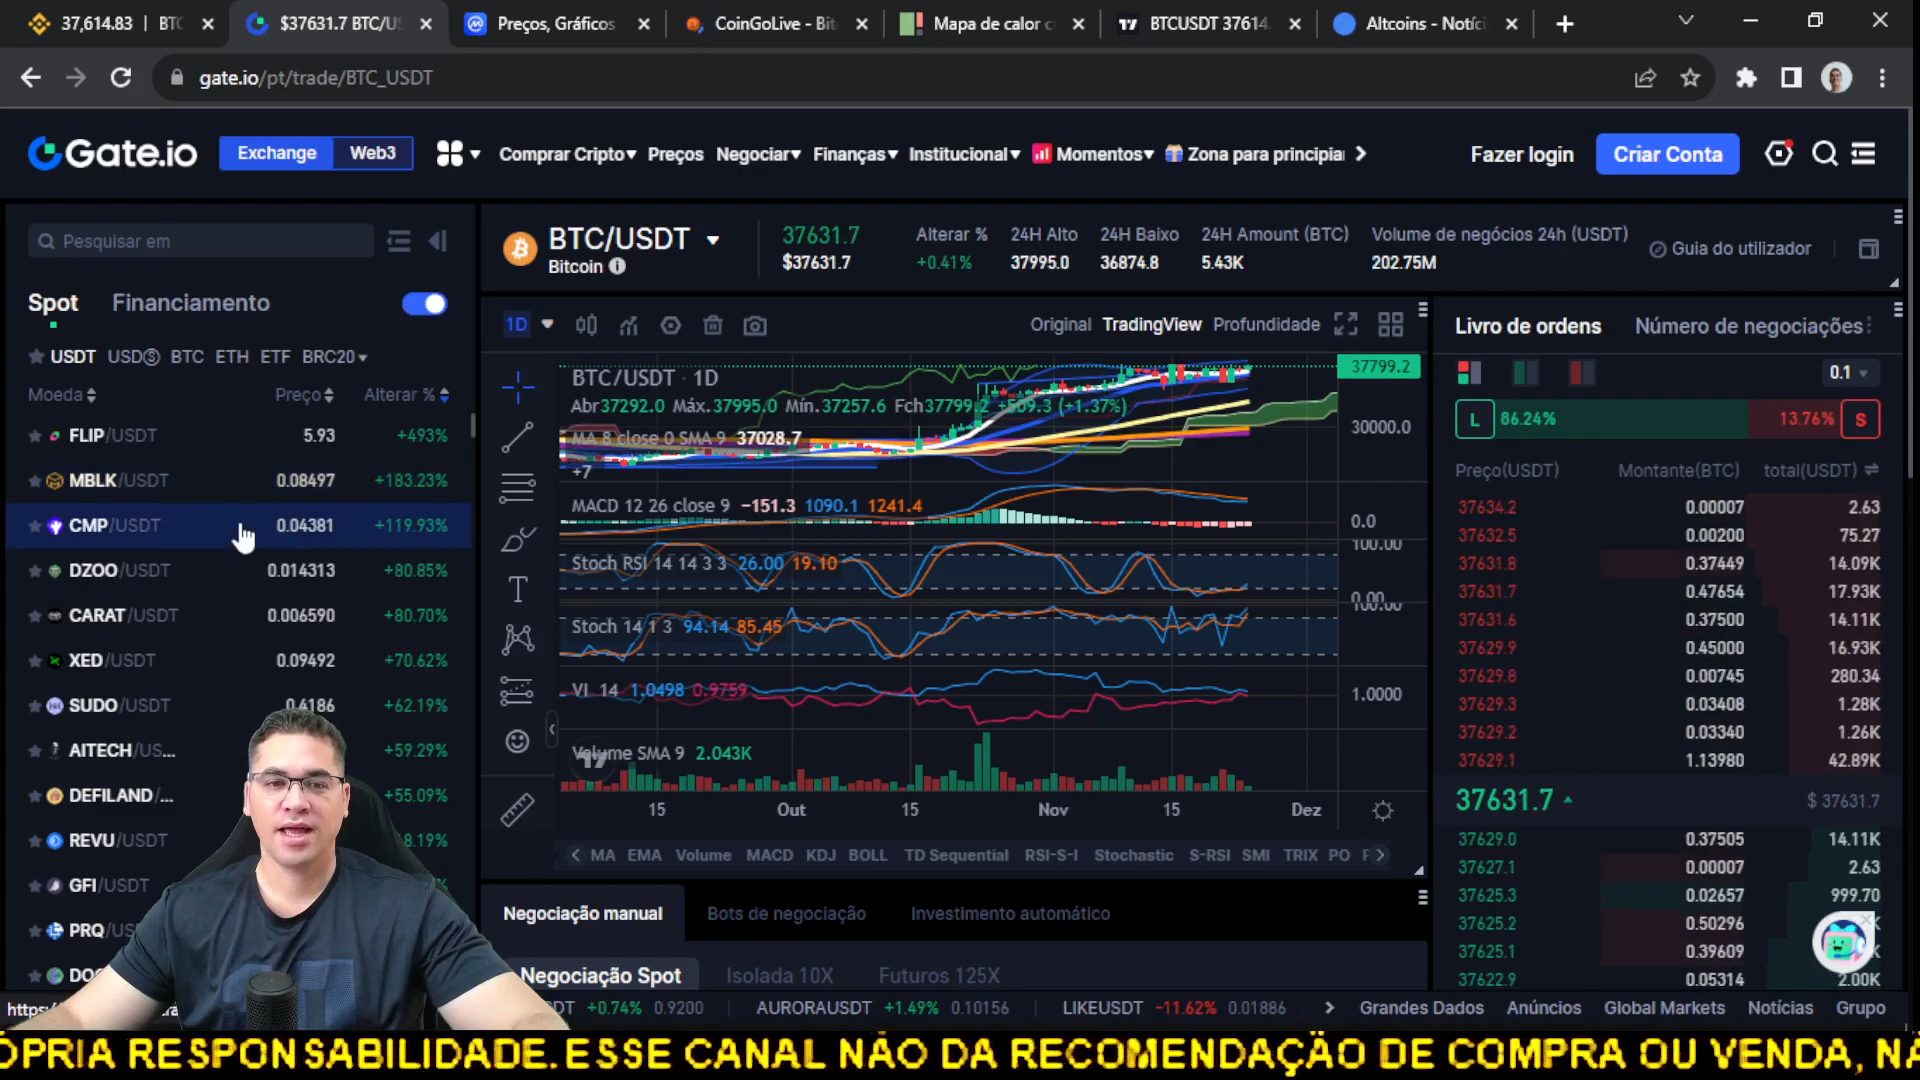 37,614.83 | BTC
$37631.7 BTC/US
Preços, Gráficos
CoinGoLive - Bit
Mapa de calor c
BTCUSDT 37614.
Altcoins - Notíci
gate.io/pt/trade/BTC_USDT
Gate.io
Exchange
Web3
Comprar Cripto
Preços
Negociar
Finanças
Institucional
Momentos
Zona para principiar
Fazer login
Criar Conta
Pesquisar em
BTC/USDT
Bitcoin
37631.7
$37631.7
Alterar %
+0.41%
24H Alto
37995.0
24H Baixo
36874.8
24H Amount (BTC)
5.43K
Volume de negócios 24h (USDT)
202.75M
Guia do utilizador
Spot
Financiamento
USDT USDⓈ BTC ETH ETF BRC20
Moeda Preço Alterar %
FLIP/USDT 5.93 +493%
MBLK/USDT 0.08497 +183.23%
CMP/USDT 0.04381 +119.93%
DZOO/USDT 0.014313 +80.85%
CARAT/USDT 0.006590 +80.70%
XED/USDT 0.09492 +70.62%
SUDO/USDT +62.19%
AITECH/US... +59.29%
DEFILAND/... +55.09%
REVU/USDT 8.19%
GFI/USDT
PRQ/US
DOG
1D
Original TradingView Profundidade
BTC/USDT · 1D
Abr37292.0 Máx.37995.0 Mín.37257.6 Fch37799.2 +509.3 (+1.37%)
MA 8 close 0 SMA 9 37028.7
+7
37799.2
30000.0
MACD 12 26 close 9 −151.3 1090.1 1241.4
0.0
Stoch RSI 14 14 3 3 26.00 19.10
100.00
0.00
Stoch 14 1 3 94.14 85.45
100.00
VI 14 1.0498 0.9759
1.0000
Volume SMA 9 2.043K
15 Out 15 Nov 15 Dez
MA EMA Volume MACD KDJ BOLL TD Sequential RSI-S-I Stochastic S-RSI SMI TRIX PO
Negociação manual
Bots de negociação
Investimento automático
Negociação Spot
Isolada 10X
Futuros 125X
Livro de ordens
Número de negociações
0.1
L 86.24% 13.76% S
Preço(USDT) Montante(BTC) total(USDT)
37634.2 0.00007 2.63
37632.5 0.00200 75.27
37631.8 0.37449 14.09K
37631.7 0.47654 17.93K
37631.6 0.37500 14.11K
37629.9 0.45000 16.93K
37629.8 0.00745 280.34
37629.3 0.03408 1.28K
37629.2 0.03340 1.26K
37629.1 1.13980 42.89K
37631.7 $ 37631.7
37629.0 0.37505 14.11K
37627.1 0.00007 2.63
37625.3 0.02657 999.70
37625.2 0.50296
37625.1 0.39609
37622.9 0.05314 2.00K
DT +0.74% 0.9200
AURORAUSDT +1.49% 0.10156
LIKEUSDT -11.62% 0.01886
Grandes Dados
Anúncios
Global Markets
Notícias
Grupo
ÓPRIA RESPONSABILIDADE. ESSE CANAL NÃO DA RECOMENDAÇÃO DE COMPRA OU VENDA, NÃ